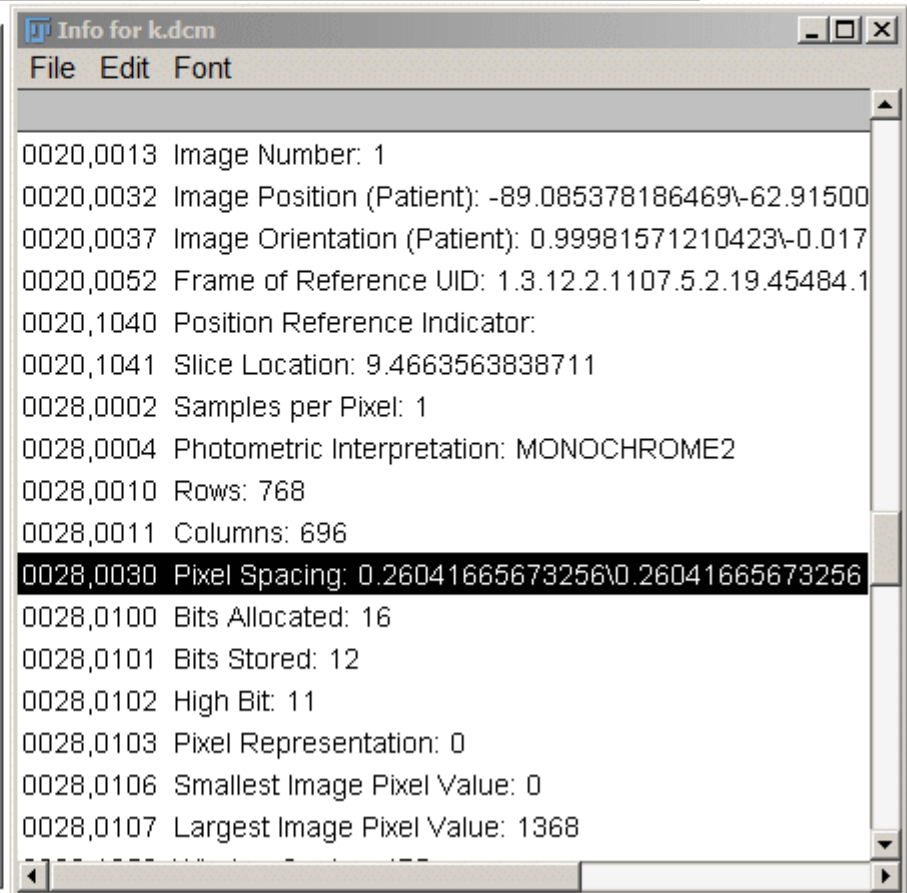 Info for k.dcm
File Edit Font
0020,0013 Image Number: 1
0020,0032 Image Position (Patient): -89.085378186469\-62.91500
0020,0037 Image Orientation (Patient): 0.99981571210423\-0.017
0020,0052 Frame of Reference UID: 1.3.12.2.1107.5.2.19.45484.1
0020,1040 Position Reference Indicator:
0020,1041 Slice Location: 9.4663563838711
0028,0002 Samples per Pixel: 1
0028,0004 Photometric Interpretation: MONOCHROME2
0028,0010 Rows: 768
0028,0011 Columns: 696
0028,0030 Pixel Spacing: 0.26041665673256\0.26041665673256
0028,0100 Bits Allocated: 16
0028,0101 Bits Stored: 12
0028,0102 High Bit: 11
0028,0103 Pixel Representation: 0
0028,0106 Smallest Image Pixel Value: 0
0028,0107 Largest Image Pixel Value: 1368